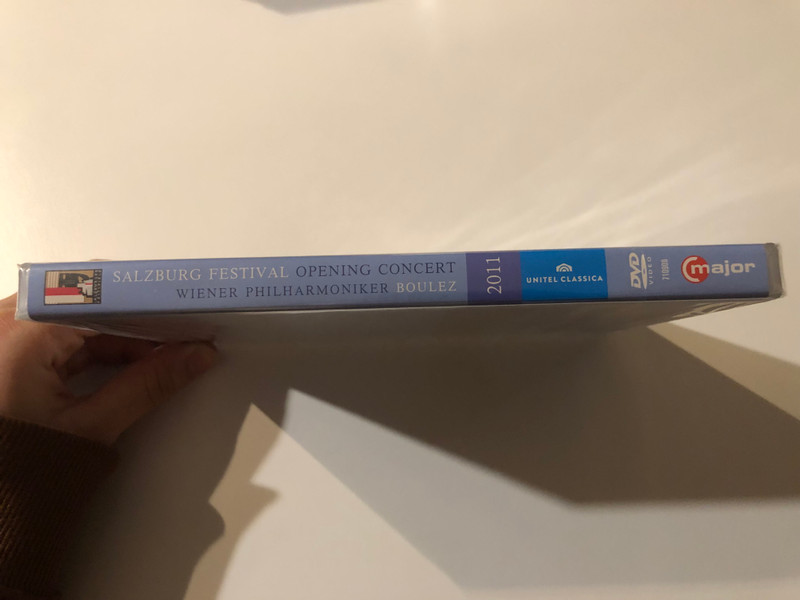 SALZBURG FESTIVAL OPENING CONCERT
WIENER PHILHARMONIKER BOULEZ
2011
UNITEL CLASSICA
DVD
VIDEO
major